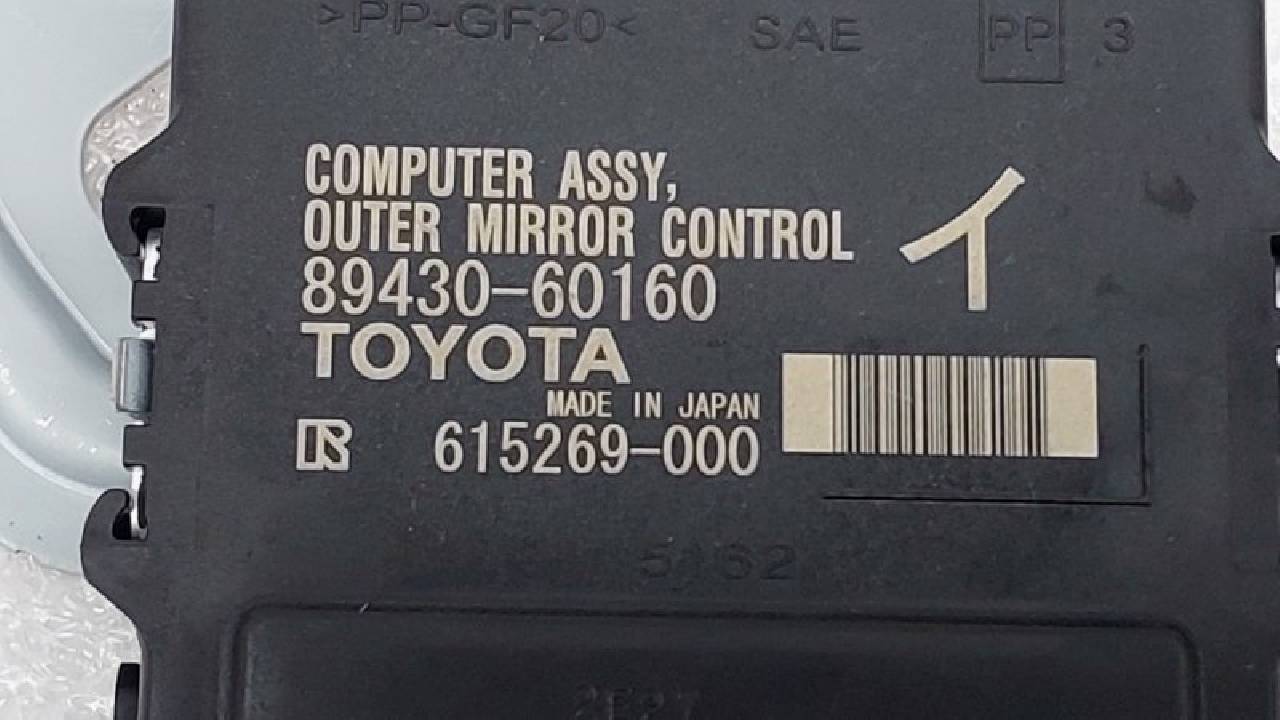 >PP-GF20< SAE PP 3
COMPUTER ASSY,
OUTER MIRROR CONTROL
イ
89430-60160
TOYOTA
MADE IN JAPAN
615269-000